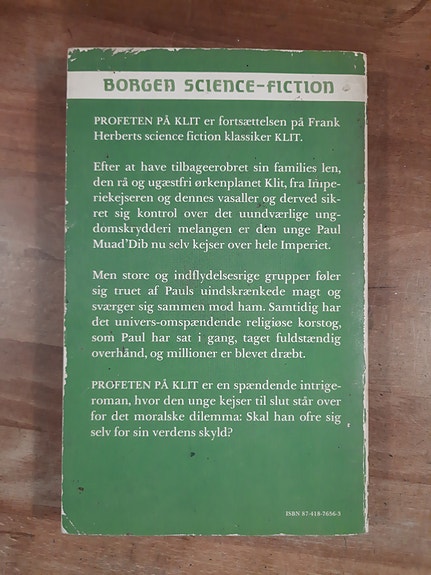 BORGEN SCIENCE-FICTION
PROFETEN PÅ KLIT er fortsættelsen på Frank
Herberts science fiction klassiker KLIT.
Efter at have tilbageerobret sin families len,
den rå og ugæstfri ørkenplanet Klit, fra Impe-
riekejseren og dennes vasaller og derved sik-
ret sig kontrol over det uundværlige ung-
domskrydderi melangen er den unge Paul
Muad'Dib nu selv kejser over hele Imperiet.
Men store og indflydelsesrige grupper føler
sig truet af Pauls uindskrænkede magt og
sværger sig sammen mod ham. Samtidig har
det univers-omspændende religiøse korstog,
som Paul har sat i gang, taget fuldstændig
overhånd, og millioner er blevet dræbt.
PROFETEN PÅ KLIT er en spændende intrige-
roman, hvor den unge kejser til slut står over
for det moralske dilemma: Skal han ofre sig
selv for sin verdens skyld?
ISBN 87-418-7656-5